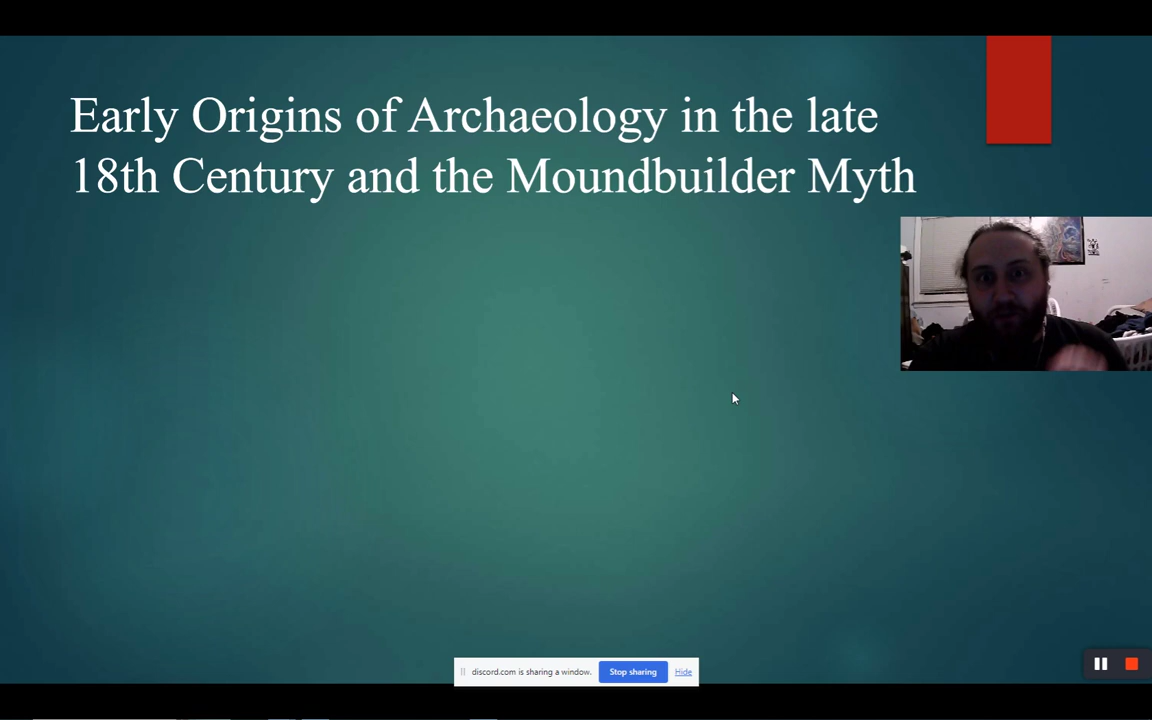 Early Origins of Archaeology in the late
18th Century and the Moundbuilder Myth
discord.com is sharing a window. Stop sharing Hide